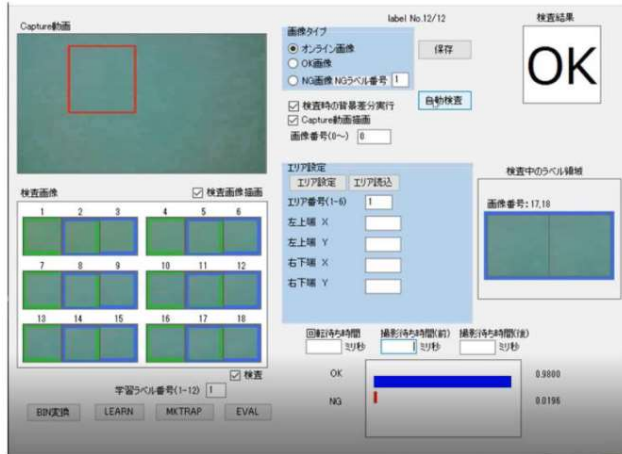 label No.12/12
Capture動画
画像タイプ
オンライン画像
保存
OK画像
NG画像 NGラベル番号 1
検査時の背景差分実行
自動検査
Capture動画描画
画像番号(0～) 0
検査結果
OK
検査画像
検査画像描画
1 2 3 4 5 6
7 8 9 10 11 12
13 14 15 16 17 18
検査
学習ラベル番号(1-12) 1
BIN変換 LEARN MKTRAP EVAL
エリア設定
エリア設定 エリア読込
エリア番号(1-6) 1
左上端 X
左上端 Y
右下端 X
右下端 Y
検査中のラベル領域
画像番号:17,18
回転待ち時間 撮影待ち時間(前) 撮影待ち時間(後)
ミリ秒 1 ミリ秒 ミリ秒
OK 0.9800
NG 0.0196